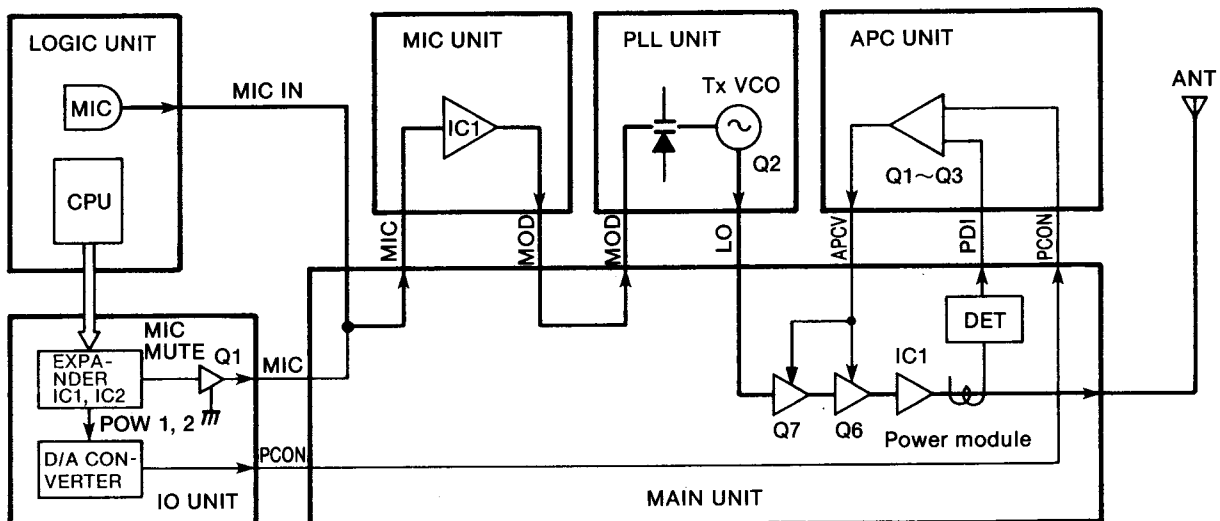 LOGIC UNIT
MIC
CPU
MIC IN
MIC UNIT
IC1
PLL UNIT
Tx VCO
Q2
APC UNIT
Q1~Q3
ANT
MIC
MOD
MOD
LO
APCV
PDI
PCON
MIC
MUTE
Q1
MIC
EXPA-
NDER
IC1, IC2
POW 1, 2
D/A CON-
VERTER
PCON
IO UNIT
DET
IC1
Q7
Q6
Power module
MAIN UNIT